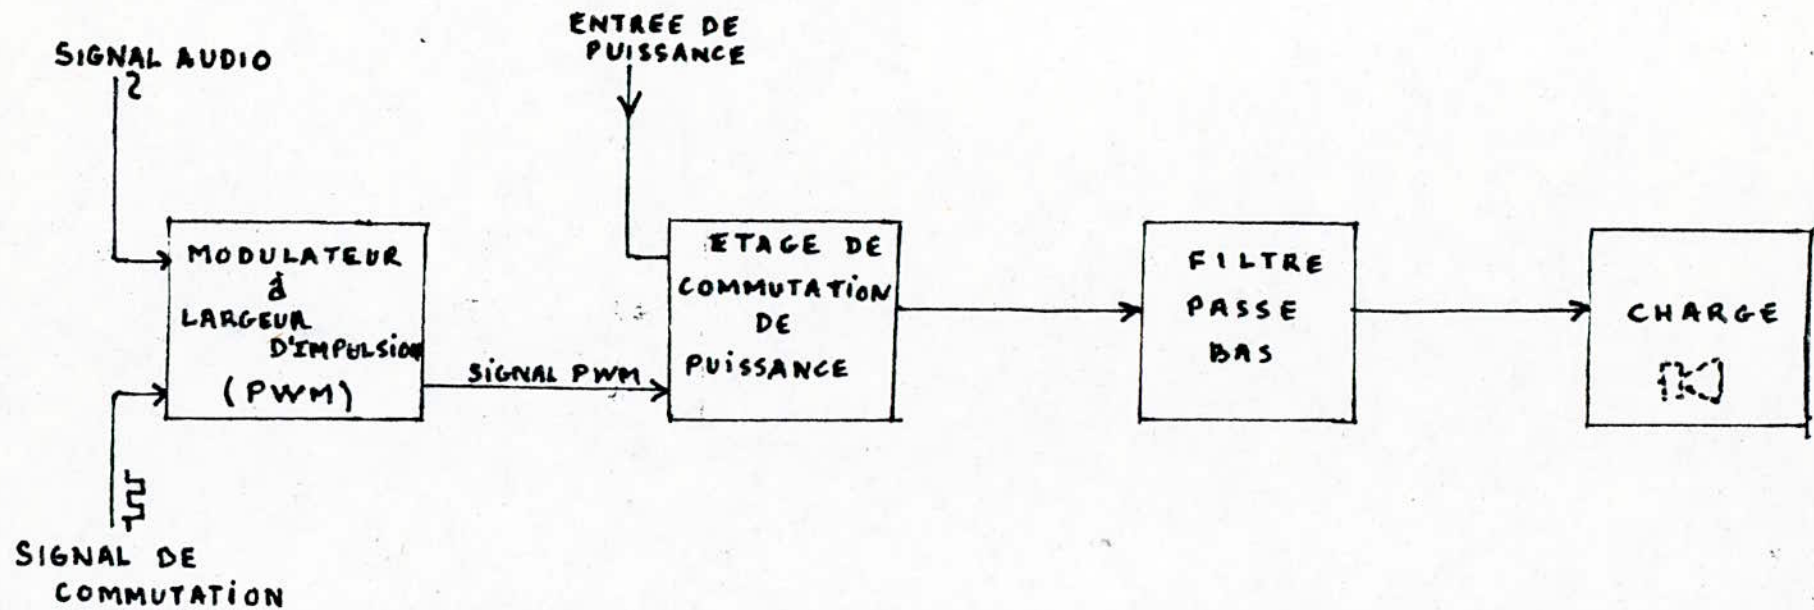 SIGNAL AUDIO
ENTREE DE
PUISSANCE
MODULATEUR
à
LARGEUR
D'IMPULSION
(PWM)
SIGNAL PWM
ETAGE DE
COMMUTATION
DE
PUISSANCE
FILTRE
PASSE
BAS
CHARGE
SIGNAL DE
COMMUTATION